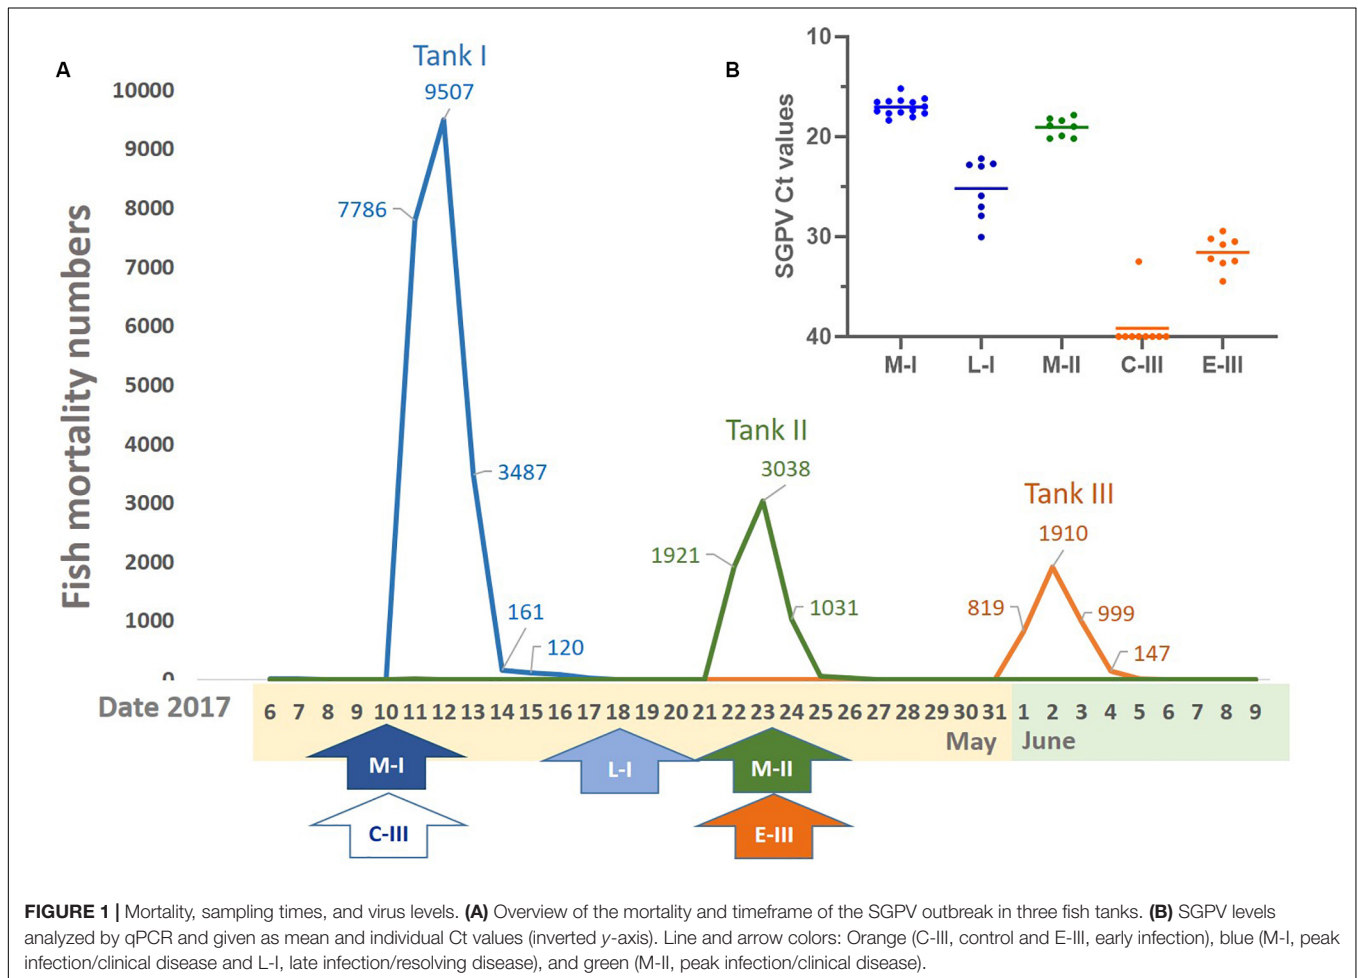 A
Tank I
9507
7786
3487
161
120
Tank II
3038
1921
1031
Tank III
1910
819
999
147
Fish mortality numbers
10000
9000
8000
7000
6000
5000
4000
3000
2000
1000
0
Date 2017
6 7 8 9 10 11 12 13 14 15 16 17 18 19 20 21 22 23 24 25 26 27 28 29 30 31 1 2 3 4 5 6 7 8 9
May June
M-I
L-I
M-II
C-III
E-III
B
SGPV Ct values
10
20
30
40
M-I L-I M-II C-III E-III
FIGURE 1 | Mortality, sampling times, and virus levels. (A) Overview of the mortality and timeframe of the SGPV outbreak in three fish tanks. (B) SGPV levels
analyzed by qPCR and given as mean and individual Ct values (inverted y-axis). Line and arrow colors: Orange (C-III, control and E-III, early infection), blue (M-I, peak
infection/clinical disease and L-I, late infection/resolving disease), and green (M-II, peak infection/clinical disease).